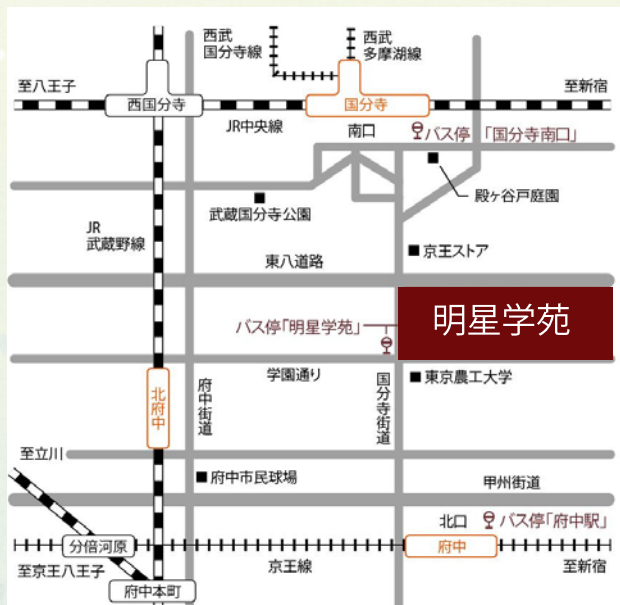 西武
国分寺線
西武
多摩湖線
至八王子
至新宿
西国分寺
国分寺
JR中央線
南口
バス停「国分寺南口」
殿ヶ谷戸庭園
武蔵国分寺公園
JR
武蔵野線
京王ストア
東八道路
明星学苑
バス停「明星学苑」
学園通り
東京農工大学
北府中
府中街道
国分寺街道
至立川
府中市民球場
甲州街道
北口
バス停「府中駅」
分倍河原
府中
至京王八王子
京王線
至新宿
府中本町